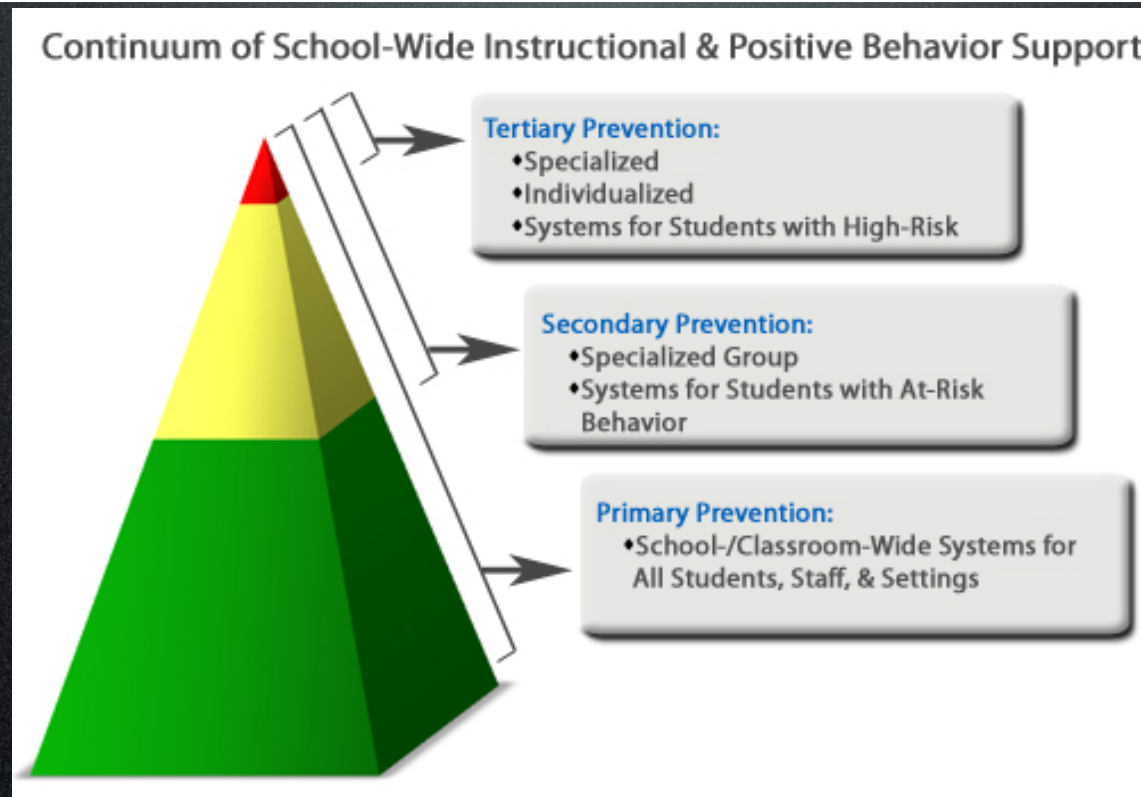 Continuum of School-Wide Instructional & Positive Behavior Support
Tertiary Prevention:
♦Specialized
♦Individualized
♦Systems for Students with High-Risk
Secondary Prevention:
♦Specialized Group
♦Systems for Students with At-Risk
Behavior
Primary Prevention:
♦School-/Classroom-Wide Systems for
All Students, Staff, & Settings